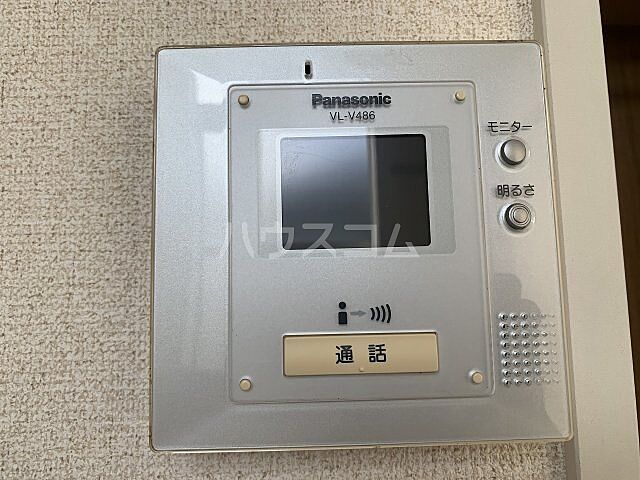 Panasonic
VL-V486
モニター
明るさ
ハウスコム
通話